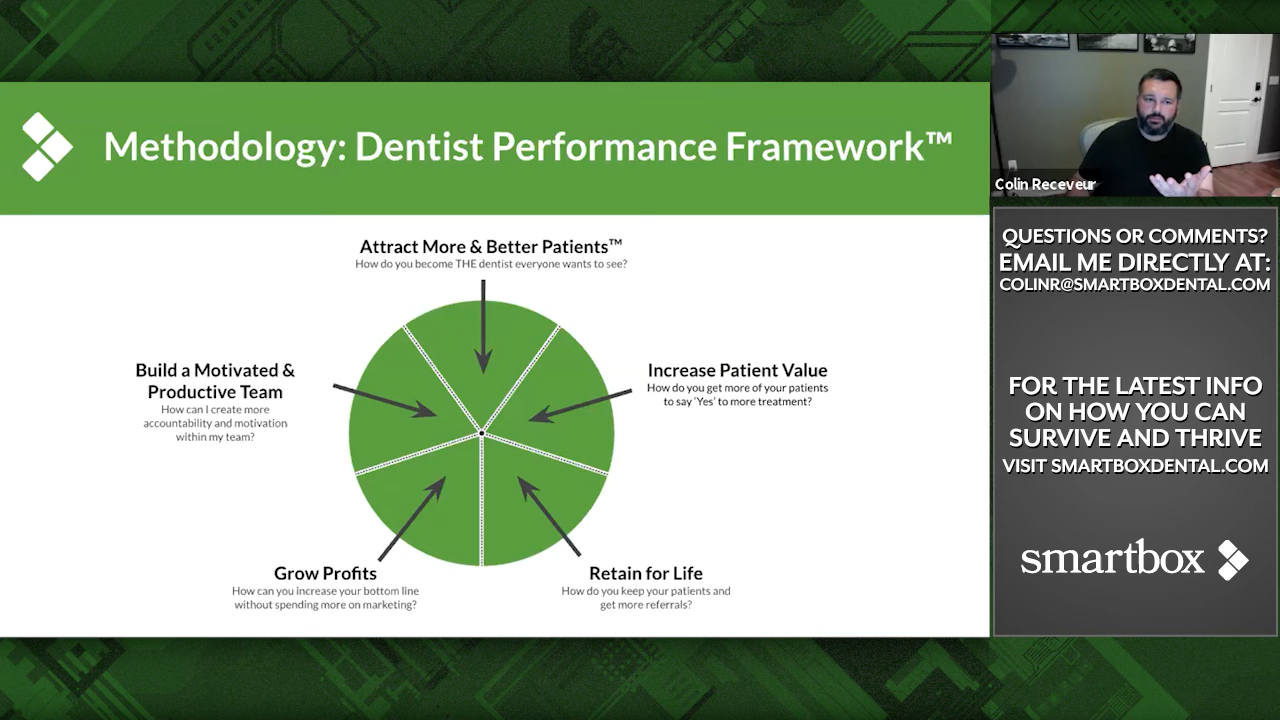 Methodology: Dentist Performance Framework™
Attract More & Better Patients™
How do you become THE dentist everyone wants to see?
Build a Motivated &
Productive Team
How can I create more
accountability and motivation
within my team?
Increase Patient Value
How do you get more of your patients
to say ‘Yes’ to more treatment?
Grow Profits
How can you increase your bottom line
without spending more on marketing?
Retain for Life
How do you keep your patients and
get more referrals?
Colin Receveur
QUESTIONS OR COMMENTS?
EMAIL ME DIRECTLY AT:
COLINR@SMARTBOXDENTAL.COM
FOR THE LATEST INFO
ON HOW YOU CAN
SURVIVE AND THRIVE
VISIT SMARTBOXDENTAL.COM
smartbox